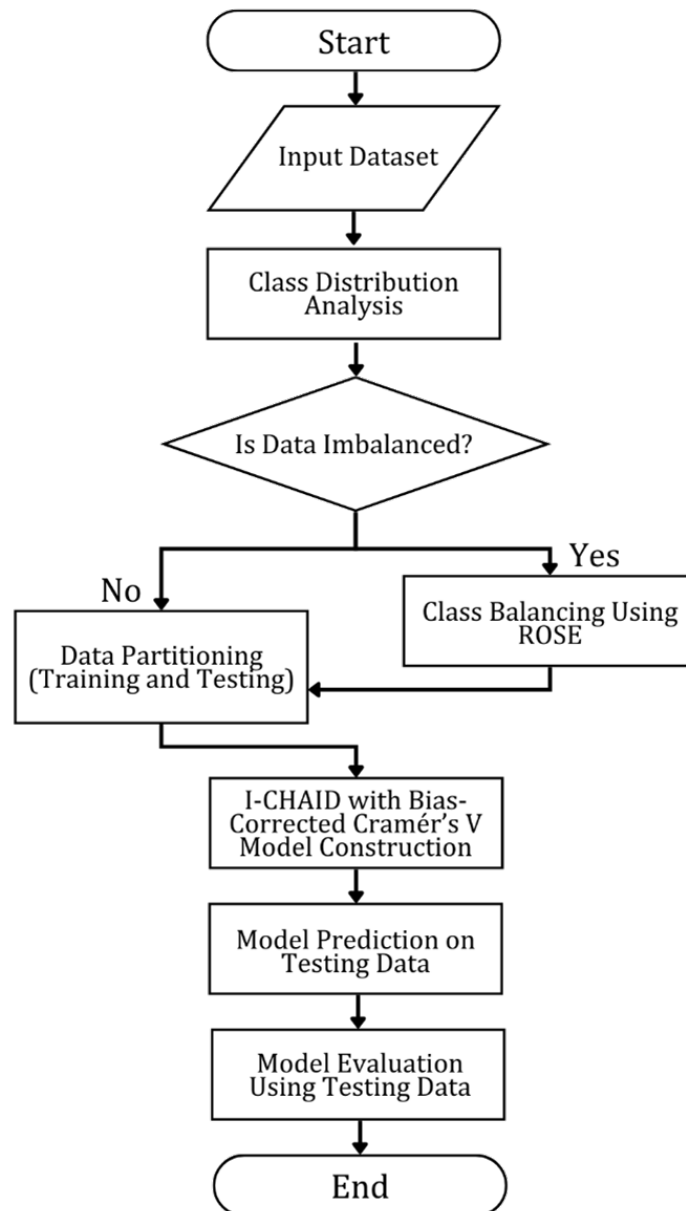 Start
Input Dataset
Class Distribution
Analysis
Is Data Imbalanced?
No
Yes
Data Partitioning
(Training and Testing)
Class Balancing Using
ROSE
I-CHAID with Bias-
Corrected Cramér’s V
Model Construction
Model Prediction on
Testing Data
Model Evaluation
Using Testing Data
End